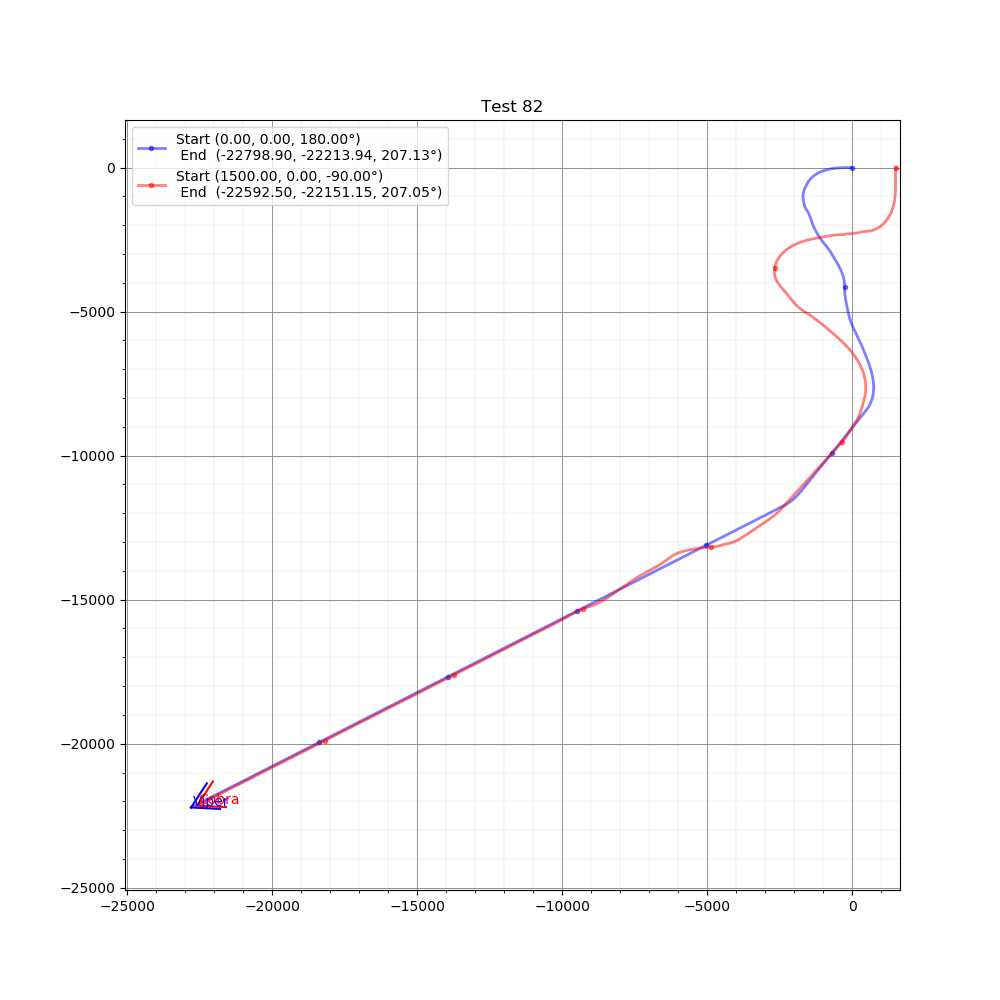 Test 82
Start (0.00, 0.00, 180.00°)
End (-22798.90, -22213.94, 207.13°)
Start (1500.00, 0.00, -90.00°)
End (-22592.50, -22151.15, 207.05°)
0
−5000
−10000
−15000
−20000
−25000
−25000 −20000 −15000 −10000 −5000 0